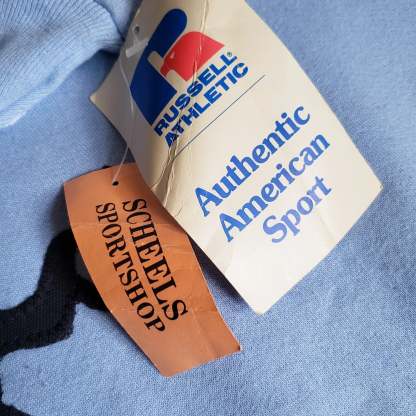 RUSSELL
ATHLETIC
Authentic
American
Sport
SCHEELS
SPORTSHOP